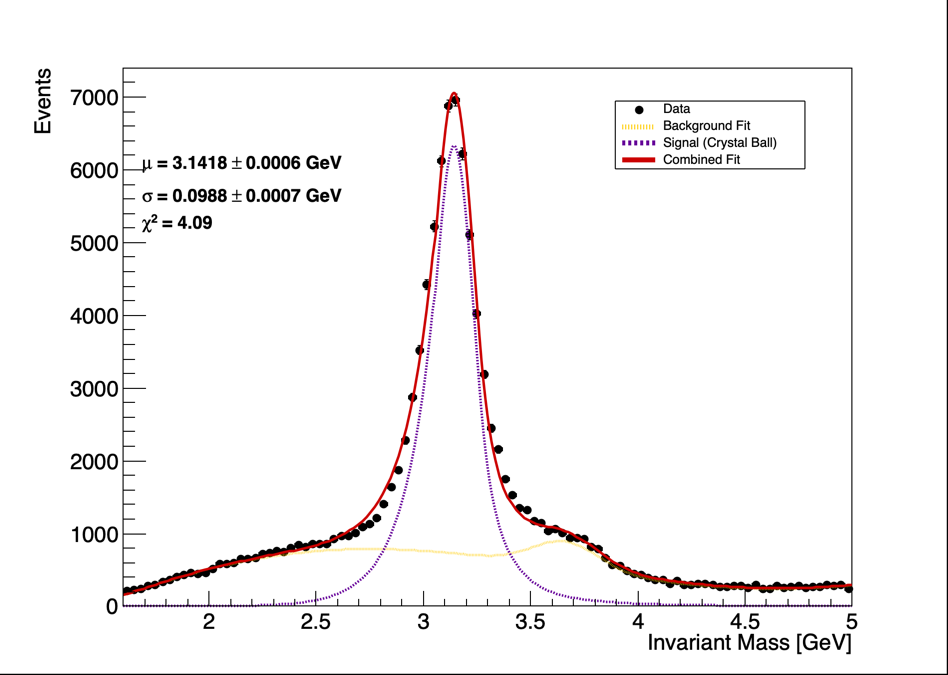 Events
7000
6000
5000
4000
3000
2000
1000
0
μ = 3.1418 ± 0.0006 GeV
σ = 0.0988 ± 0.0007 GeV
χ² = 4.09
Data
Background Fit
Signal (Crystal Ball)
Combined Fit
2 2.5 3 3.5 4 4.5 5
Invariant Mass [GeV]